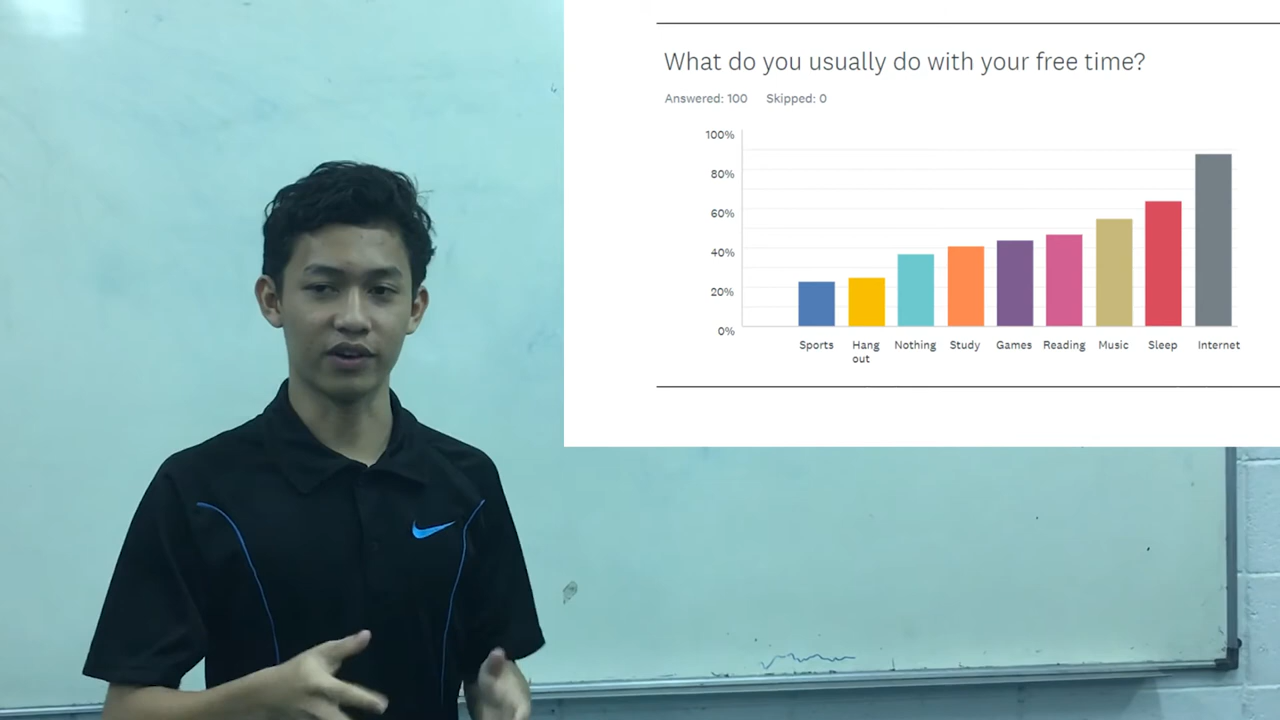 What do you usually do with your free time?
Answered: 100 Skipped: 0
100%
80%
60%
40%
20%
0%
Sports Hang out Nothing Study Games Reading Music Sleep Internet